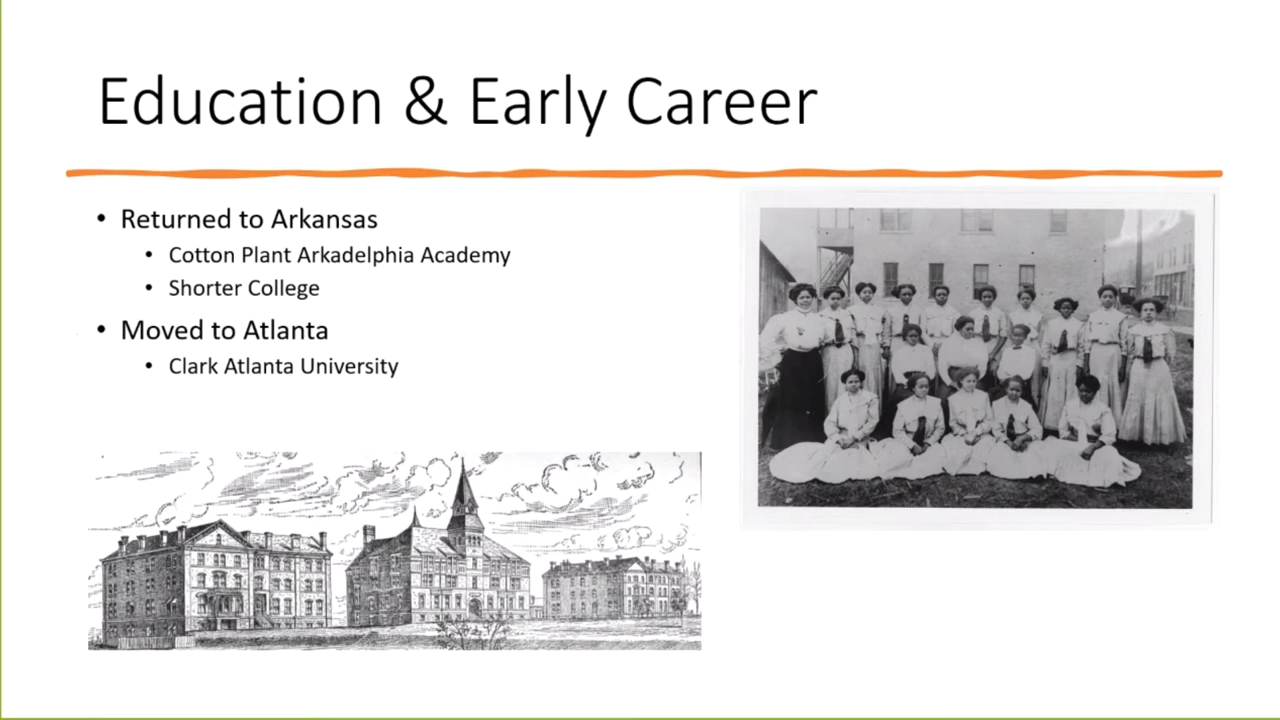 Education & Early Career
• Returned to Arkansas
• Cotton Plant Arkadelphia Academy
• Shorter College
• Moved to Atlanta
• Clark Atlanta University